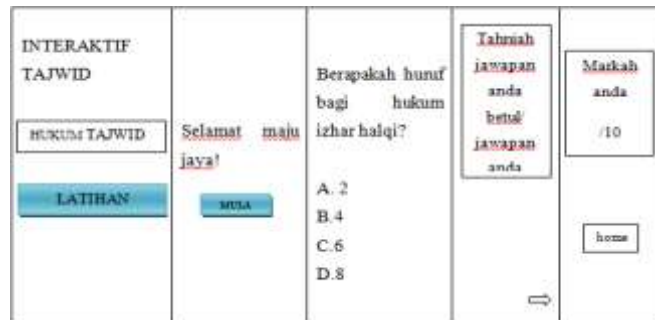 INTERAKTIF
TAJWID
HUKUM TAJWID
LATIHAN
Selamat maju
jaya!
MULA
Berapakah huruf
bagi hukum
izhar halqi?
A. 2
B.4
C.6
D.8
Tahniah
jawapan
anda
betul/
jawapan
anda
Markah
anda
/10
home